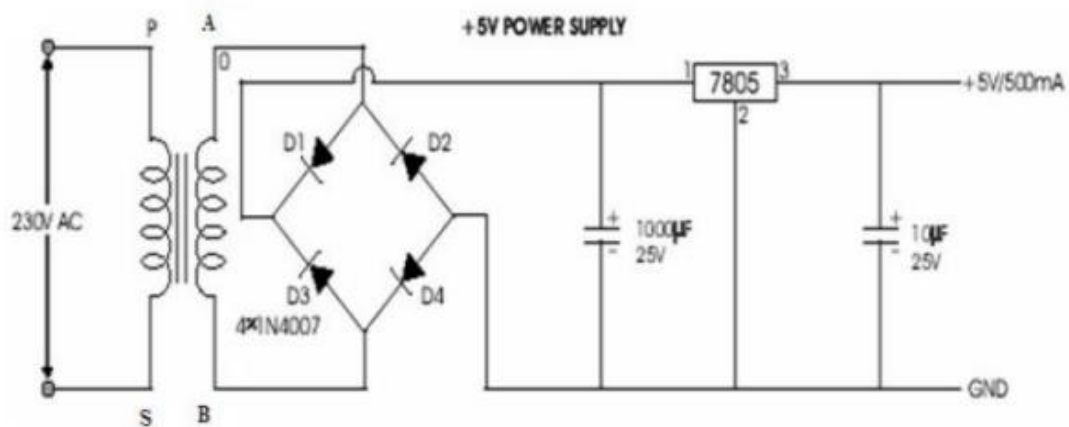 P A +5V POWER SUPPLY
0
1 7805 3 +5V/500mA
2
D1 D2
230V AC
+ 1000µF + 10µF
- 25V - 25V
D3 D4
4×1N4007
GND
S B